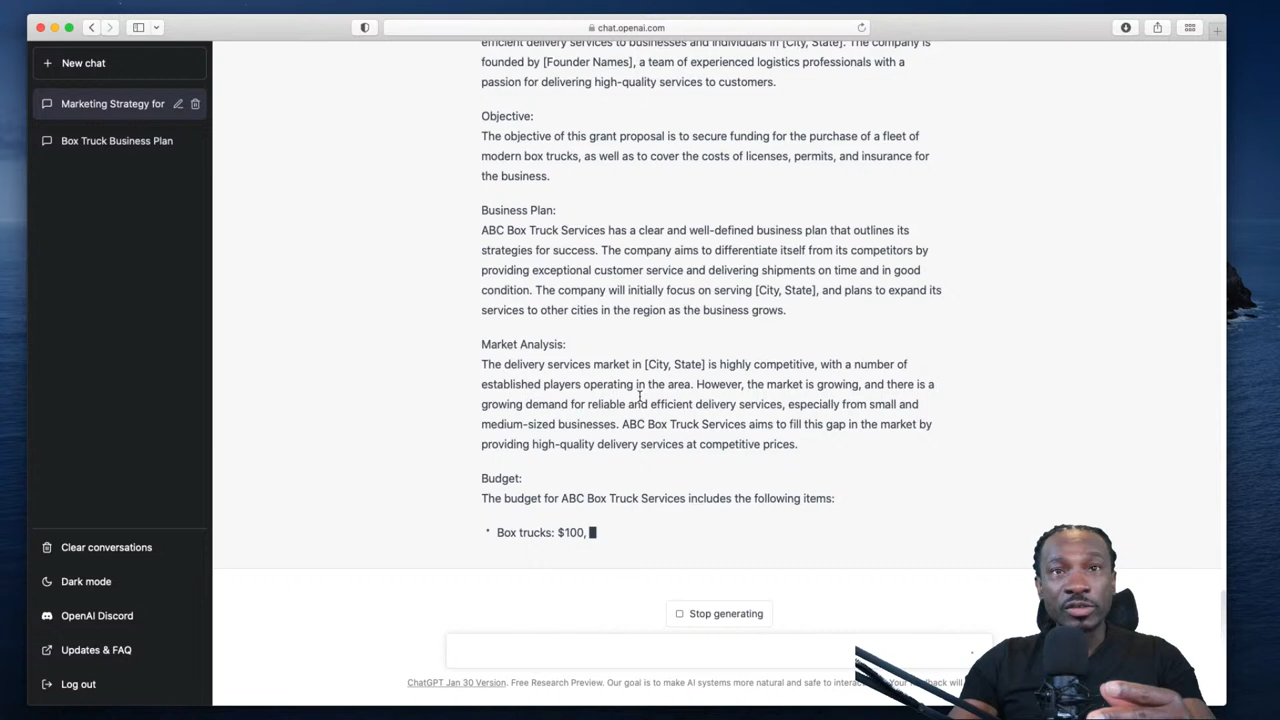 chat.openai.com
New chat
Marketing Strategy for
Box Truck Business Plan
efficient delivery services to businesses and individuals in [City, State]. The company is
founded by [Founder Names], a team of experienced logistics professionals with a
passion for delivering high-quality services to customers.
Objective:
The objective of this grant proposal is to secure funding for the purchase of a fleet of
modern box trucks, as well as to cover the costs of licenses, permits, and insurance for
the business.
Business Plan:
ABC Box Truck Services has a clear and well-defined business plan that outlines its
strategies for success. The company aims to differentiate itself from its competitors by
providing exceptional customer service and delivering shipments on time and in good
condition. The company will initially focus on serving [City, State], and plans to expand its
services to other cities in the region as the business grows.
Market Analysis:
The delivery services market in [City, State] is highly competitive, with a number of
established players operating in the area. However, the market is growing, and there is a
growing demand for reliable and efficient delivery services, especially from small and
medium-sized businesses. ABC Box Truck Services aims to fill this gap in the market by
providing high-quality delivery services at competitive prices.
Budget:
The budget for ABC Box Truck Services includes the following items:
• Box trucks: $100,
Clear conversations
Dark mode
OpenAI Discord
Updates & FAQ
Log out
Stop generating
ChatGPT Jan 30 Version. Free Research Preview. Our goal is to make AI systems more natural and safe to interac Your feedback will